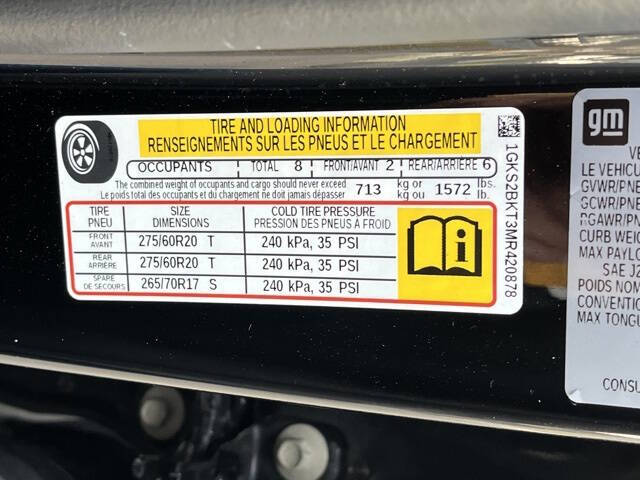 TIRE AND LOADING INFORMATION
RENSEIGNEMENTS SUR LES PNEUS ET LE CHARGEMENT
OCCUPANTS TOTAL 8 FRONT/AVANT 2 REAR/ARRIÈRE 6
The combined weight of occupants and cargo should never exceed 713 kg or 1572 lbs.
Le poids total des occupants et du chargement ne doit jamais dépasser kg ou lb.
TIRE SIZE COLD TIRE PRESSURE
PNEU DIMENSIONS PRESSION DES PNEUS A FROID
FRONT
AVANT 275/60R20 T 240 kPa, 35 PSI
REAR
ARRIÈRE 275/60R20 T 240 kPa, 35 PSI
SPARE
DE SECOURS 265/70R17 S 240 kPa, 35 PSI
i
1GKS2BKT3MR420878
gm
VE
LE VEHICUL
GVWR/PNE
GCWR/PNE
RGAWR/PN
CURB WEIG
MAX PAYLO
SAE J2
POIDS NOM
CONVENTIO
MAX TONGU
CONSU